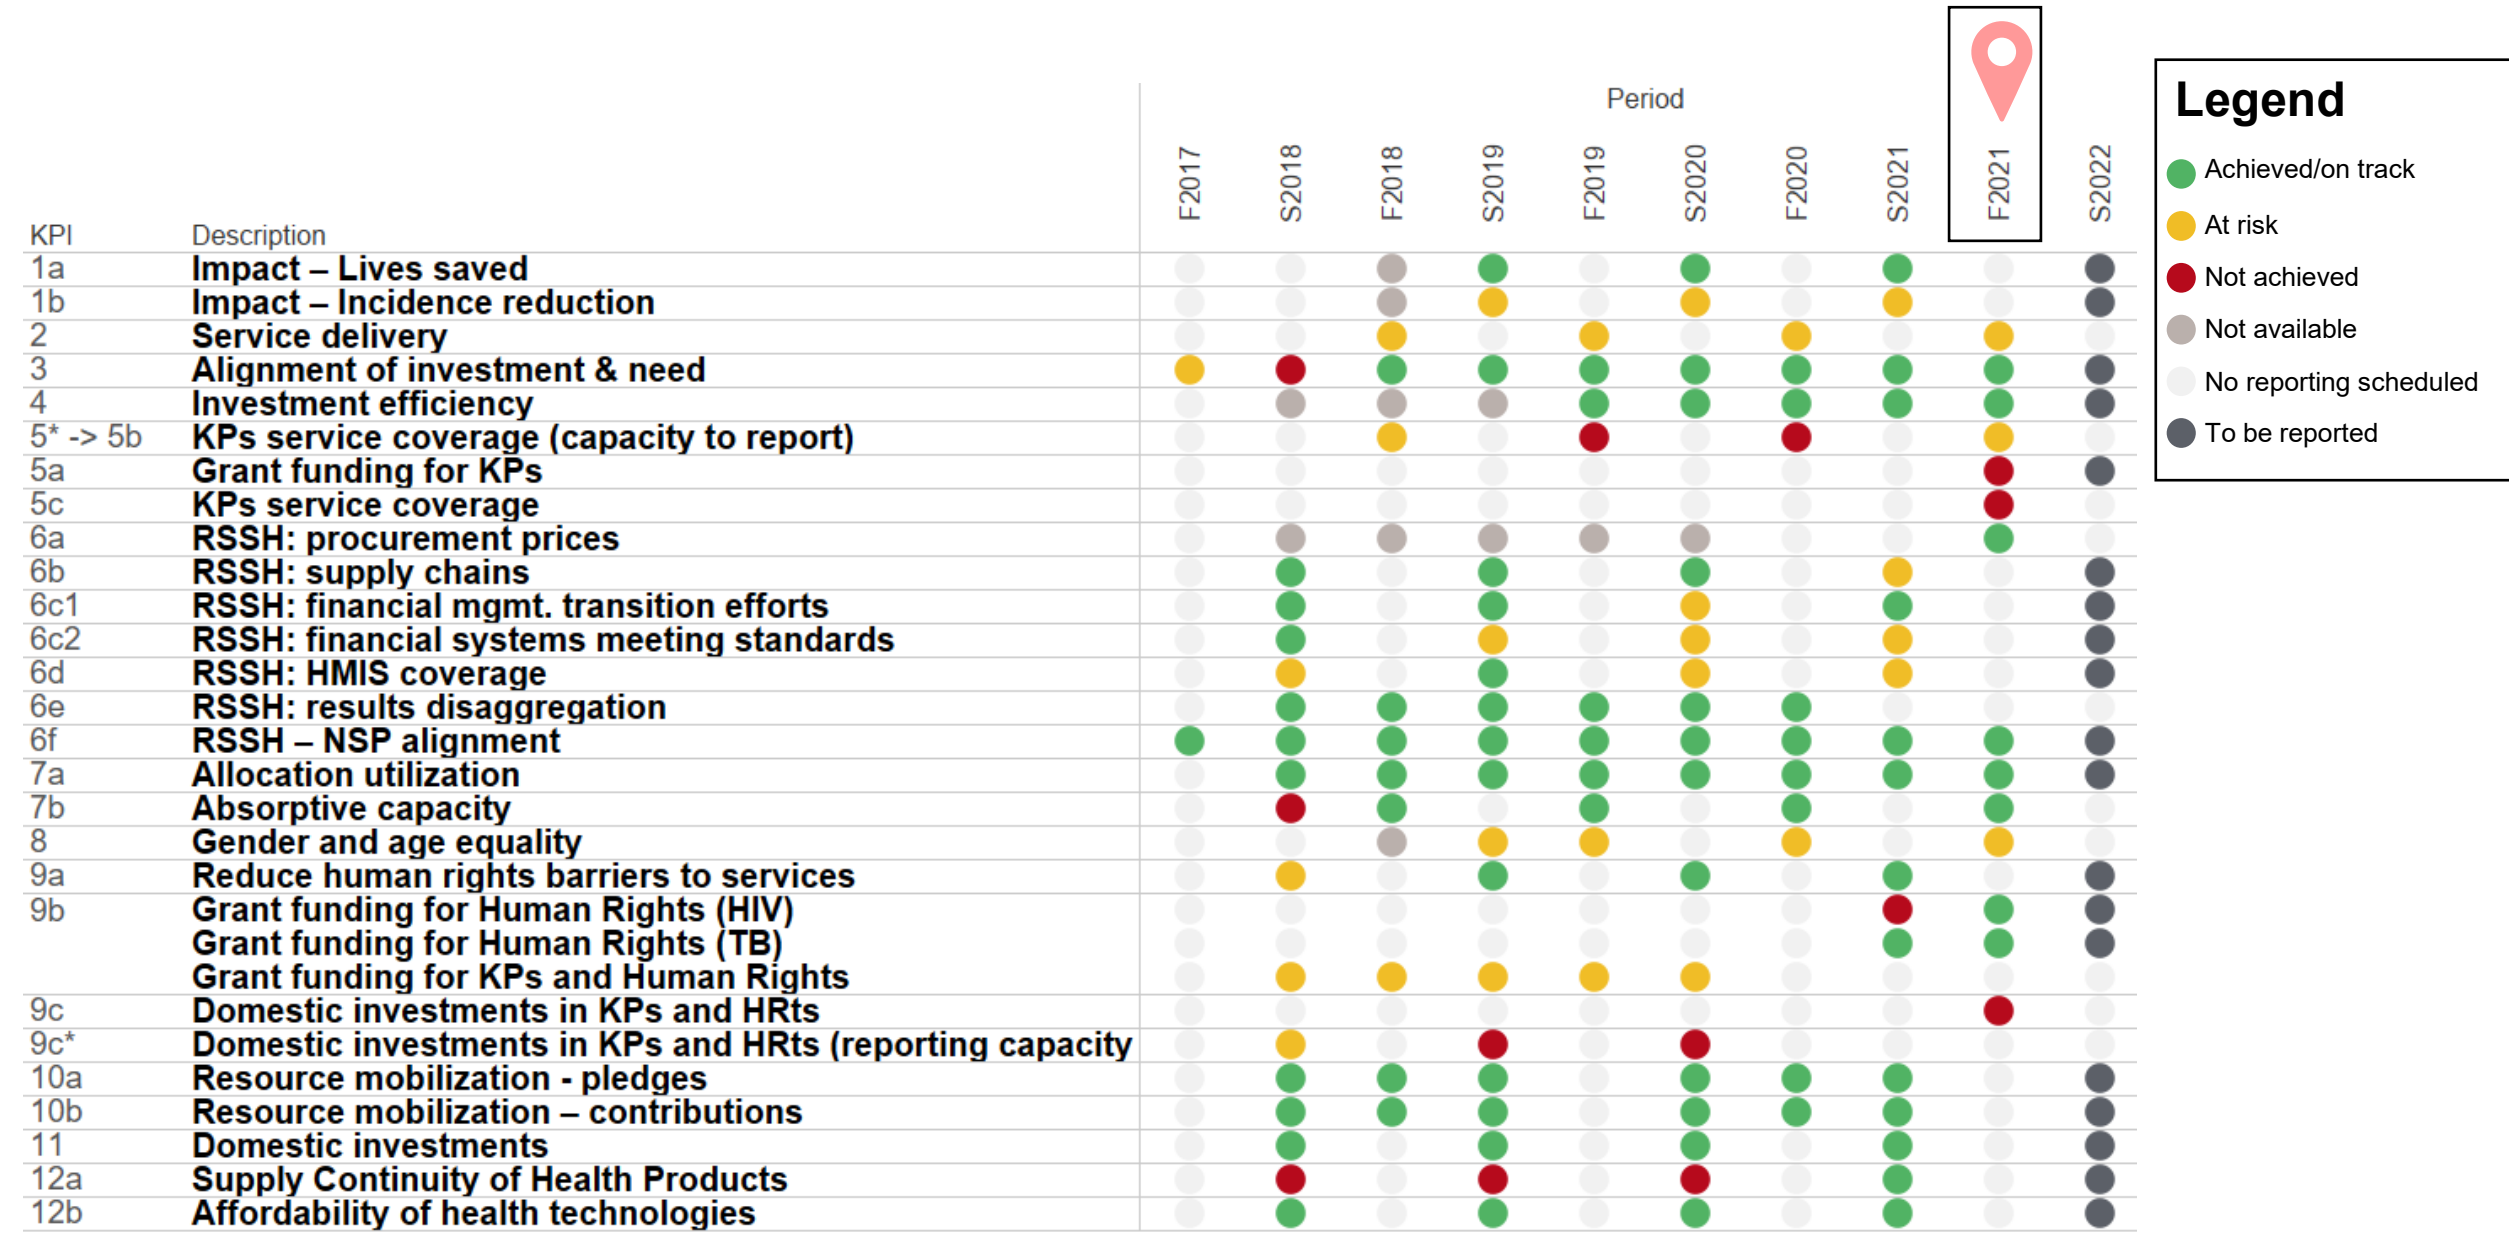 Period
F2017 S2018 F2018 S2019 F2019 S2020 F2020 S2021 F2021 S2022
KPI Description
1a Impact – Lives saved
1b Impact – Incidence reduction
2 Service delivery
3 Alignment of investment & need
4 Investment efficiency
5* -> 5b KPs service coverage (capacity to report)
5a Grant funding for KPs
5c KPs service coverage
6a RSSH: procurement prices
6b RSSH: supply chains
6c1 RSSH: financial mgmt. transition efforts
6c2 RSSH: financial systems meeting standards
6d RSSH: HMIS coverage
6e RSSH: results disaggregation
6f RSSH – NSP alignment
7a Allocation utilization
7b Absorptive capacity
8 Gender and age equality
9a Reduce human rights barriers to services
9b Grant funding for Human Rights (HIV)
Grant funding for Human Rights (TB)
Grant funding for KPs and Human Rights
9c Domestic investments in KPs and HRts
9c* Domestic investments in KPs and HRts (reporting capacity
10a Resource mobilization - pledges
10b Resource mobilization – contributions
11 Domestic investments
12a Supply Continuity of Health Products
12b Affordability of health technologies
Legend
Achieved/on track
At risk
Not achieved
Not available
No reporting scheduled
To be reported